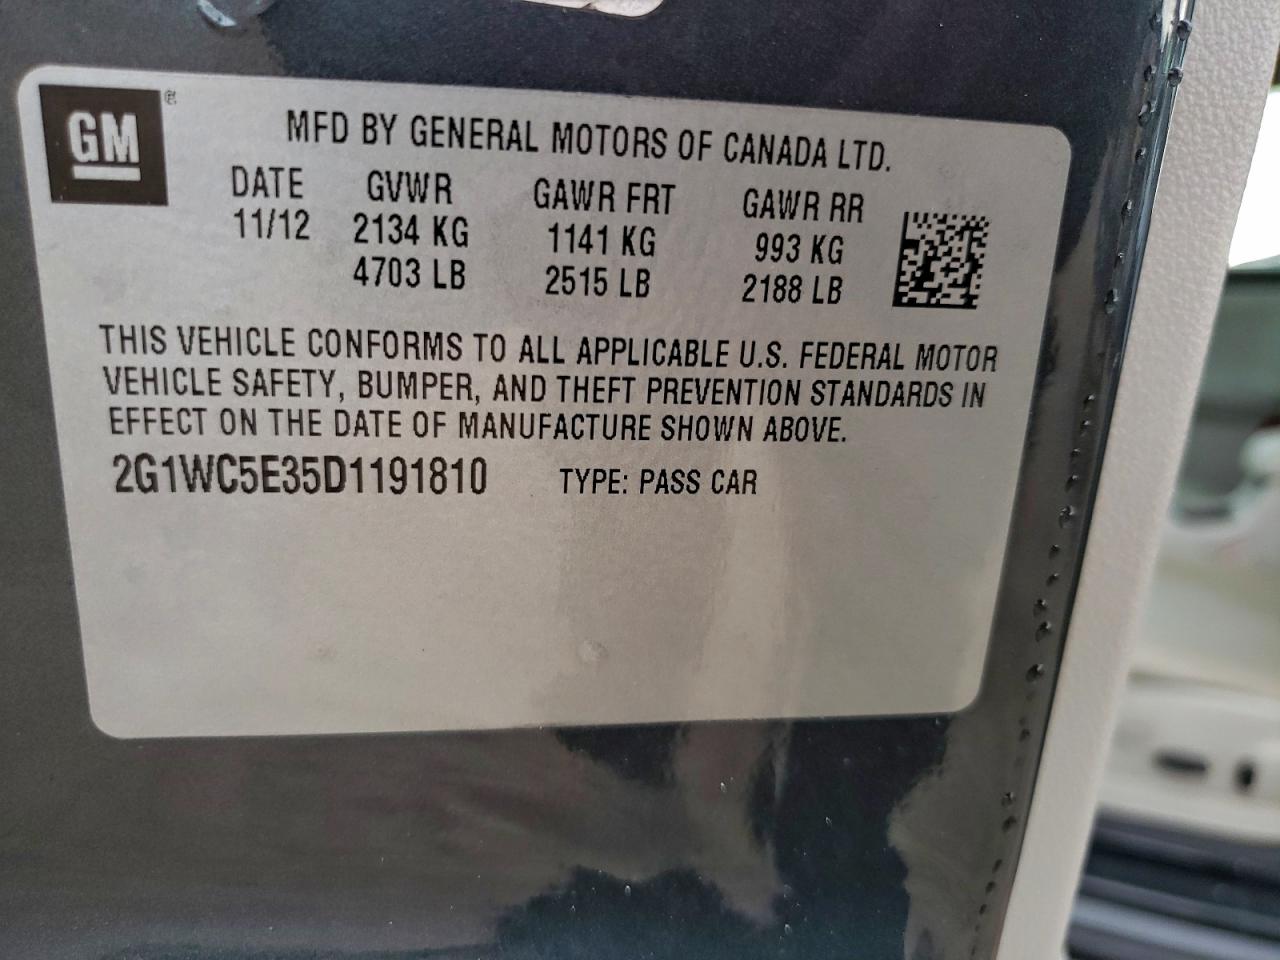 GM
MFD BY GENERAL MOTORS OF CANADA LTD.
DATE GVWR GAWR FRT GAWR RR
11/12 2134 KG 1141 KG 993 KG
4703 LB 2515 LB 2188 LB
THIS VEHICLE CONFORMS TO ALL APPLICABLE U.S. FEDERAL MOTOR
VEHICLE SAFETY, BUMPER, AND THEFT PREVENTION STANDARDS IN
EFFECT ON THE DATE OF MANUFACTURE SHOWN ABOVE.
2G1WC5E35D1191810 TYPE: PASS CAR